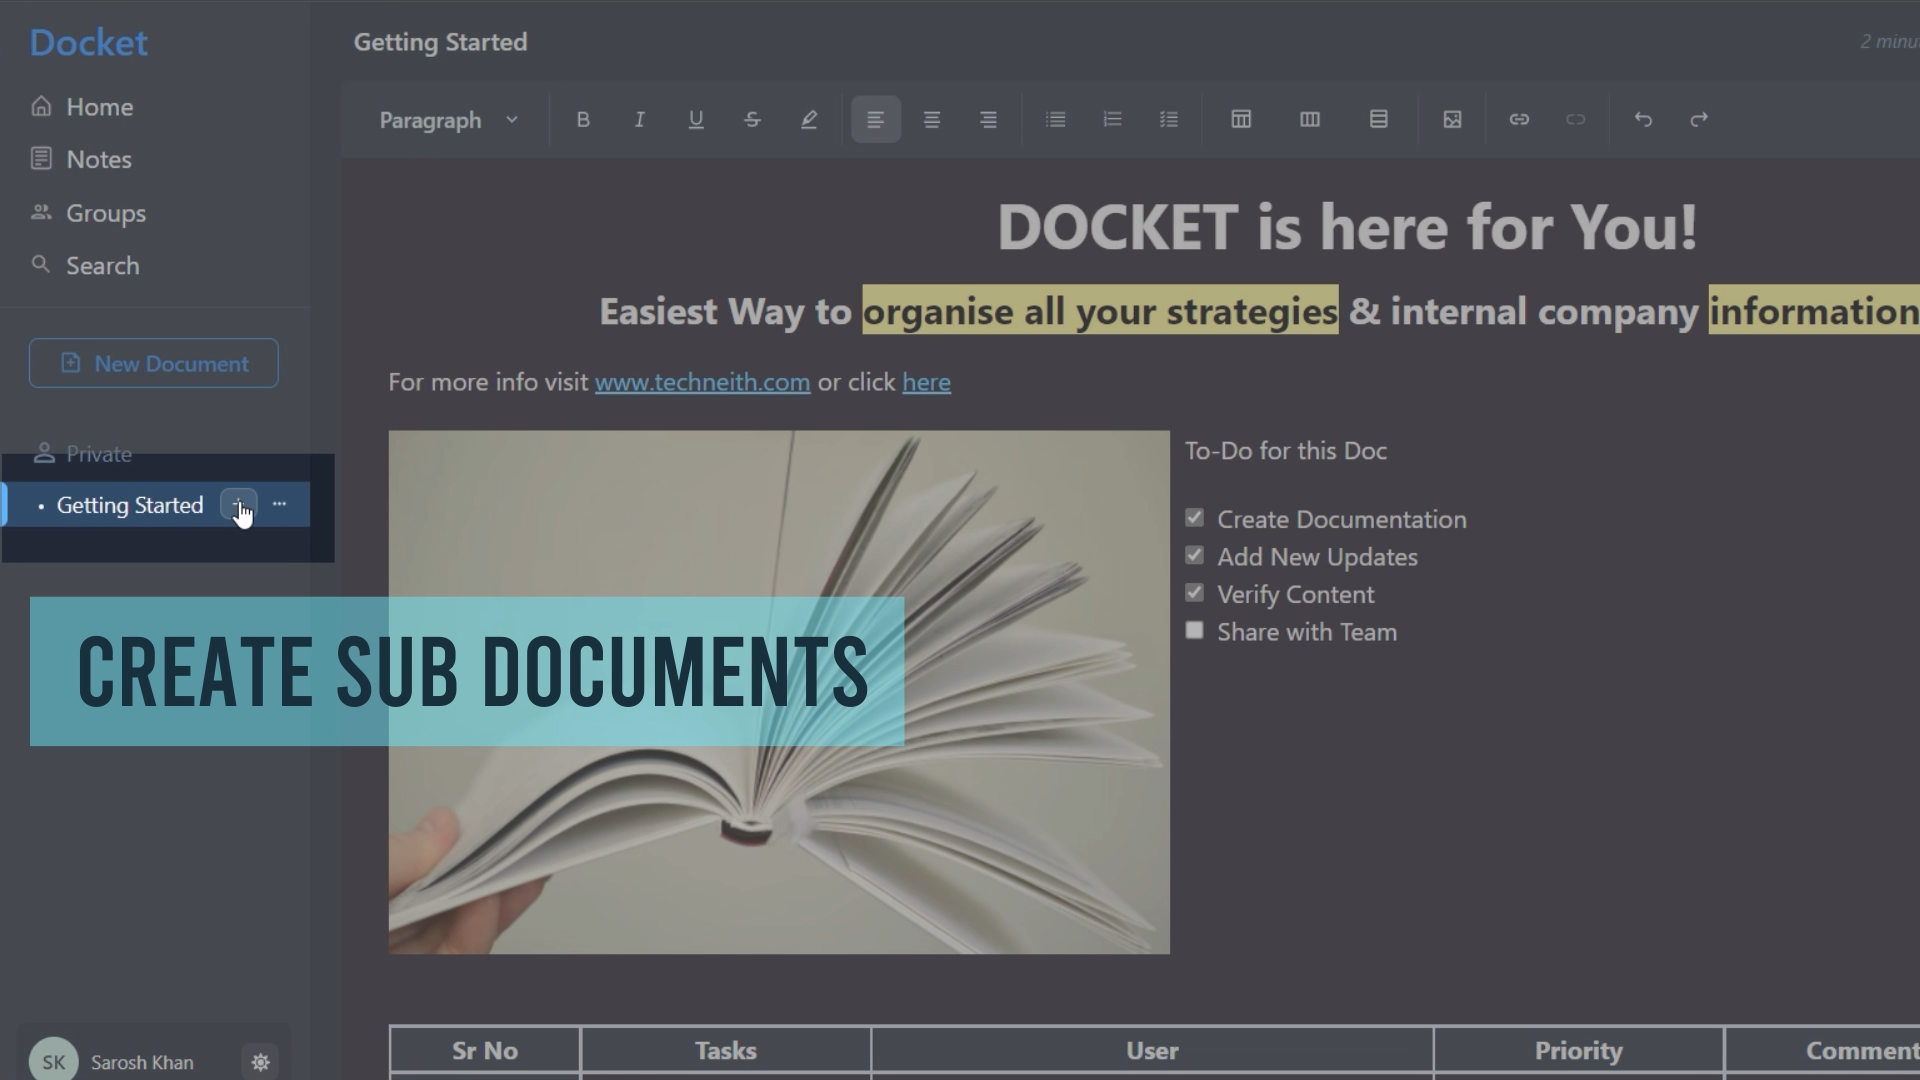 Docket
Getting Started
Home
Notes
Groups
Search
New Document
Private
Getting Started
SK Sarosh Khan
Paragraph
DOCKET is here for You!
Easiest Way to organise all your strategies & internal company information
For more info visit www.techneith.com or click here
To-Do for this Doc
Create Documentation
Add New Updates
Verify Content
Share with Team
CREATE SUB DOCUMENTS
Sr No Tasks User Priority